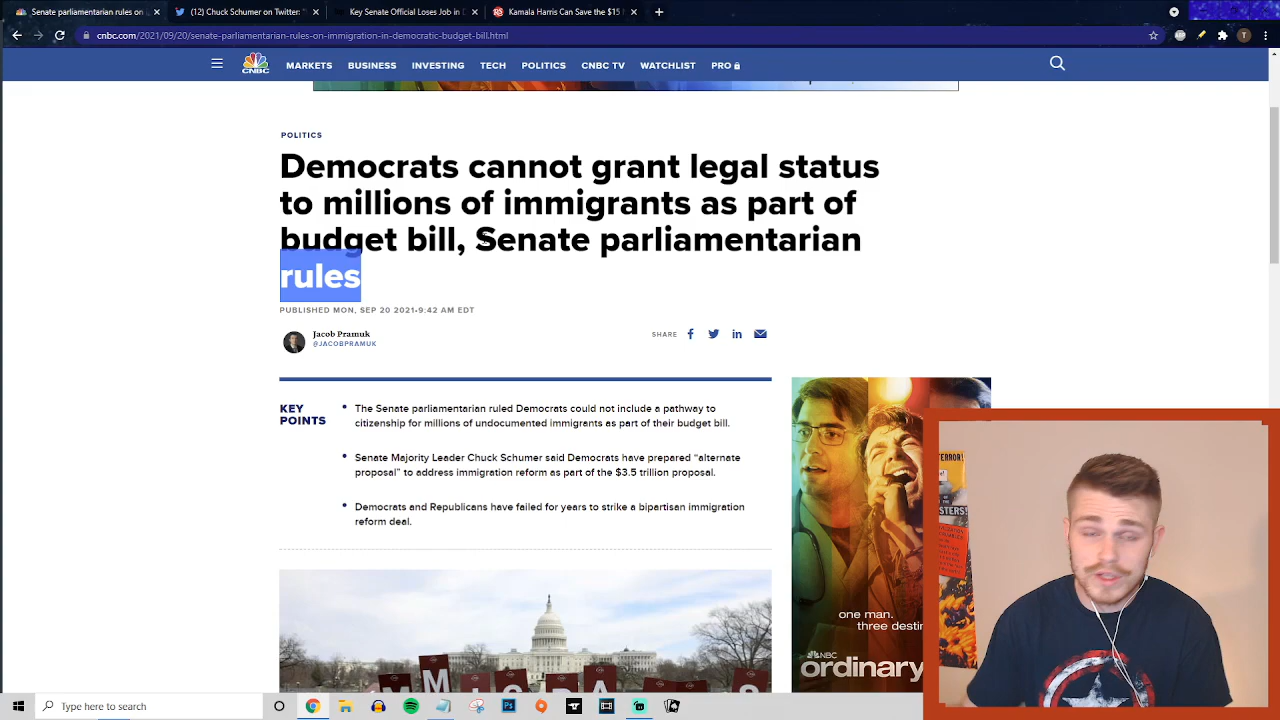 Senate parliamentarian rules on
(12) Chuck Schumer on Twitter:
Key Senate Official Loses Job in D
Kamala Harris Can Save the $15
cnbc.com/2021/09/20/senate-parliamentarian-rules-on-immigration-in-democratic-budget-bill.html
T
CNBC
MARKETS BUSINESS INVESTING TECH POLITICS CNBC TV WATCHLIST PRO
POLITICS
Democrats cannot grant legal status
to millions of immigrants as part of
budget bill, Senate parliamentarian
rules
PUBLISHED MON, SEP 20 2021•9:42 AM EDT
Jacob Pramuk
@JACOBPRAMUK
SHARE
KEY
POINTS
The Senate parliamentarian ruled Democrats could not include a pathway to
citizenship for millions of undocumented immigrants as part of their budget bill.
Senate Majority Leader Chuck Schumer said Democrats have prepared “alternate
proposal” to address immigration reform as part of the $3.5 trillion proposal.
Democrats and Republicans have failed for years to strike a bipartisan immigration
reform deal.
one man.
three destin
NBC
ordinary
TERROR!
STERS!
Type here to search